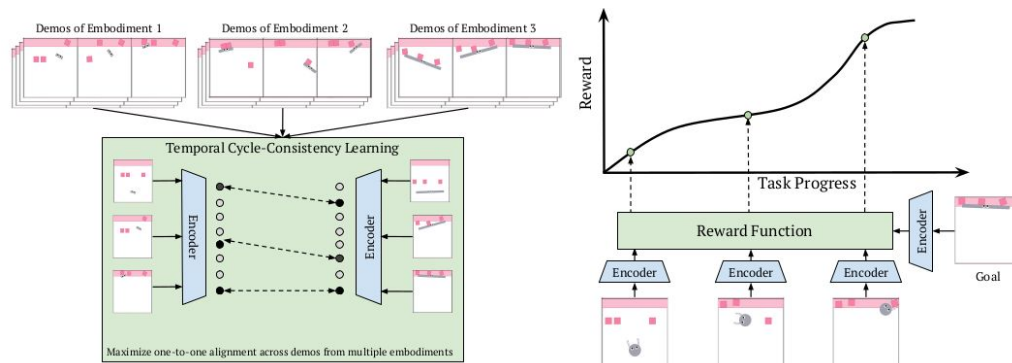 Demos of Embodiment 1
Demos of Embodiment 2
Demos of Embodiment 3
Temporal Cycle-Consistency Learning
Encoder
Encoder
Maximize one-to-one alignment across demos from multiple embodiments
Reward
Task Progress
Reward Function
Encoder
Goal
Encoder
Encoder
Encoder